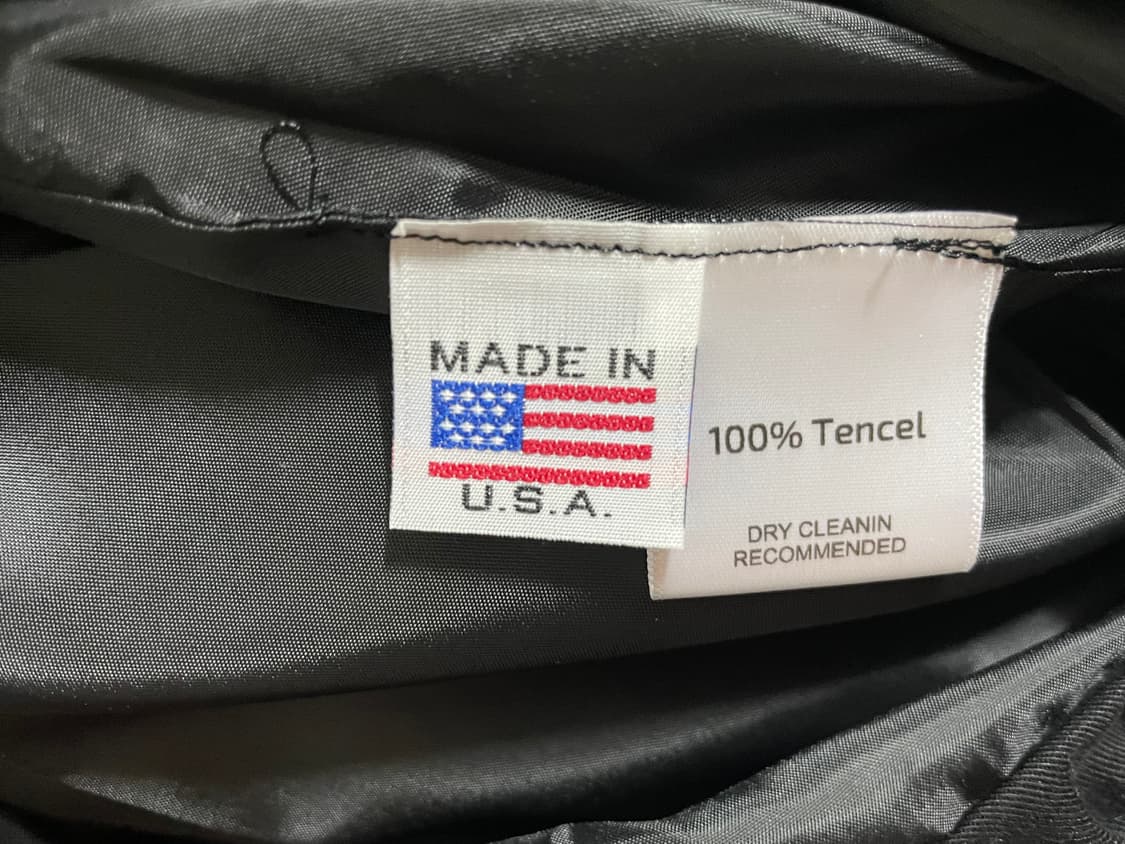 MADE IN
U.S.A.
100% Tencel
DRY CLEANIN
RECOMMENDED